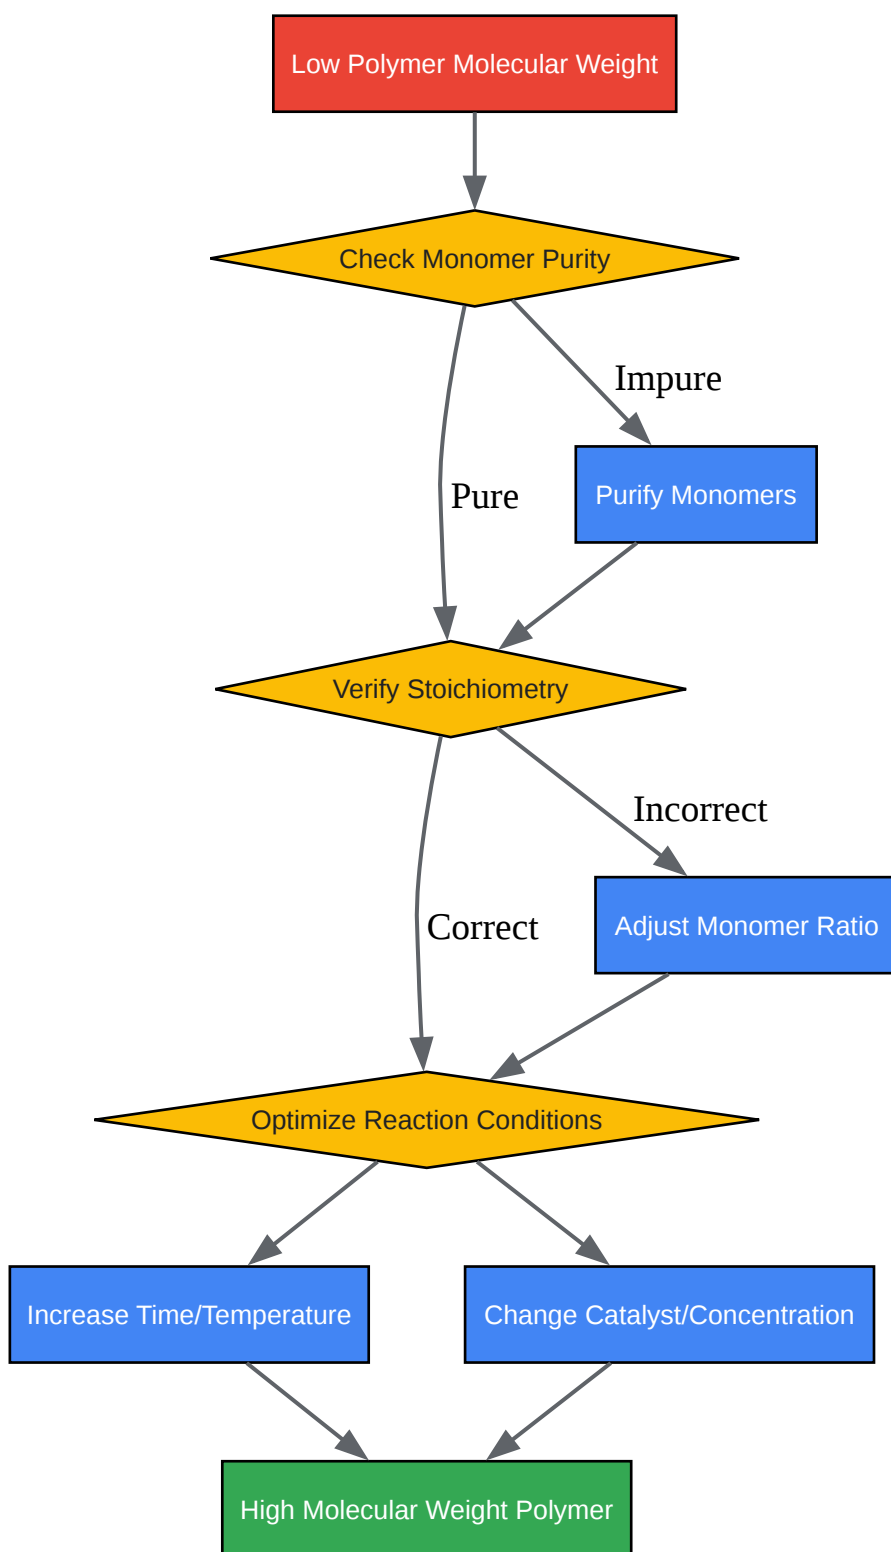 Low Polymer Molecular Weight
Check Monomer Purity
Impure
Pure
Purify Monomers
Verify Stoichiometry
Incorrect
Correct
Adjust Monomer Ratio
Optimize Reaction Conditions
Increase Time/Temperature
Change Catalyst/Concentration
High Molecular Weight Polymer